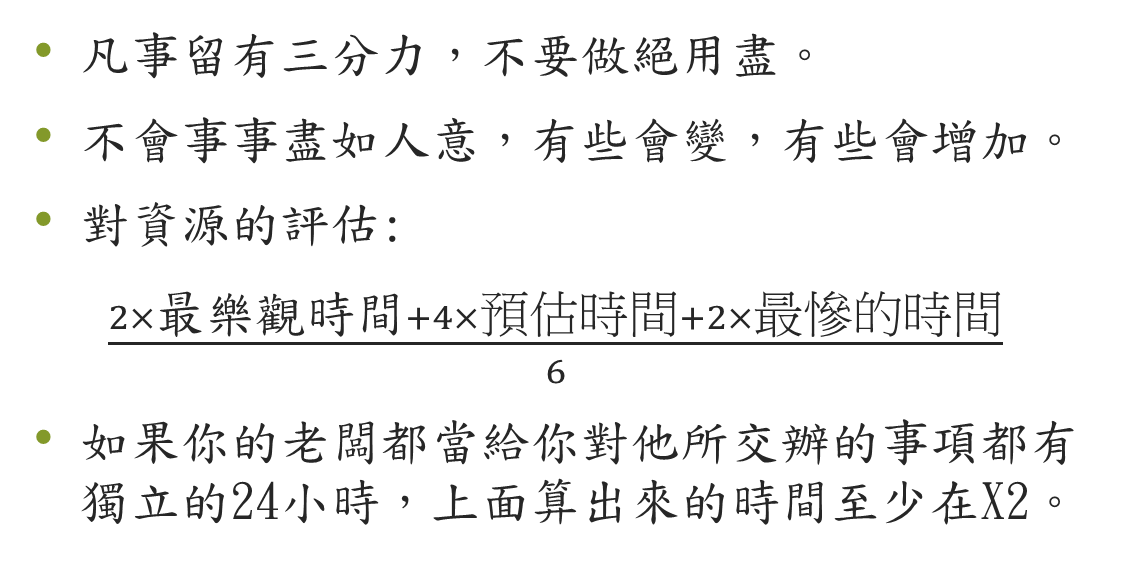 • 凡事留有三分力，不要做絕用盡。
• 不會事事盡如人意，有些會變，有些會增加。
• 對資源的評估:
2×最樂觀時間+4×預估時間+2×最慘的時間
6
• 如果你的老闆都當給你對他所交辦的事項都有
獨立的24小時，上面算出來的時間至少在X2。